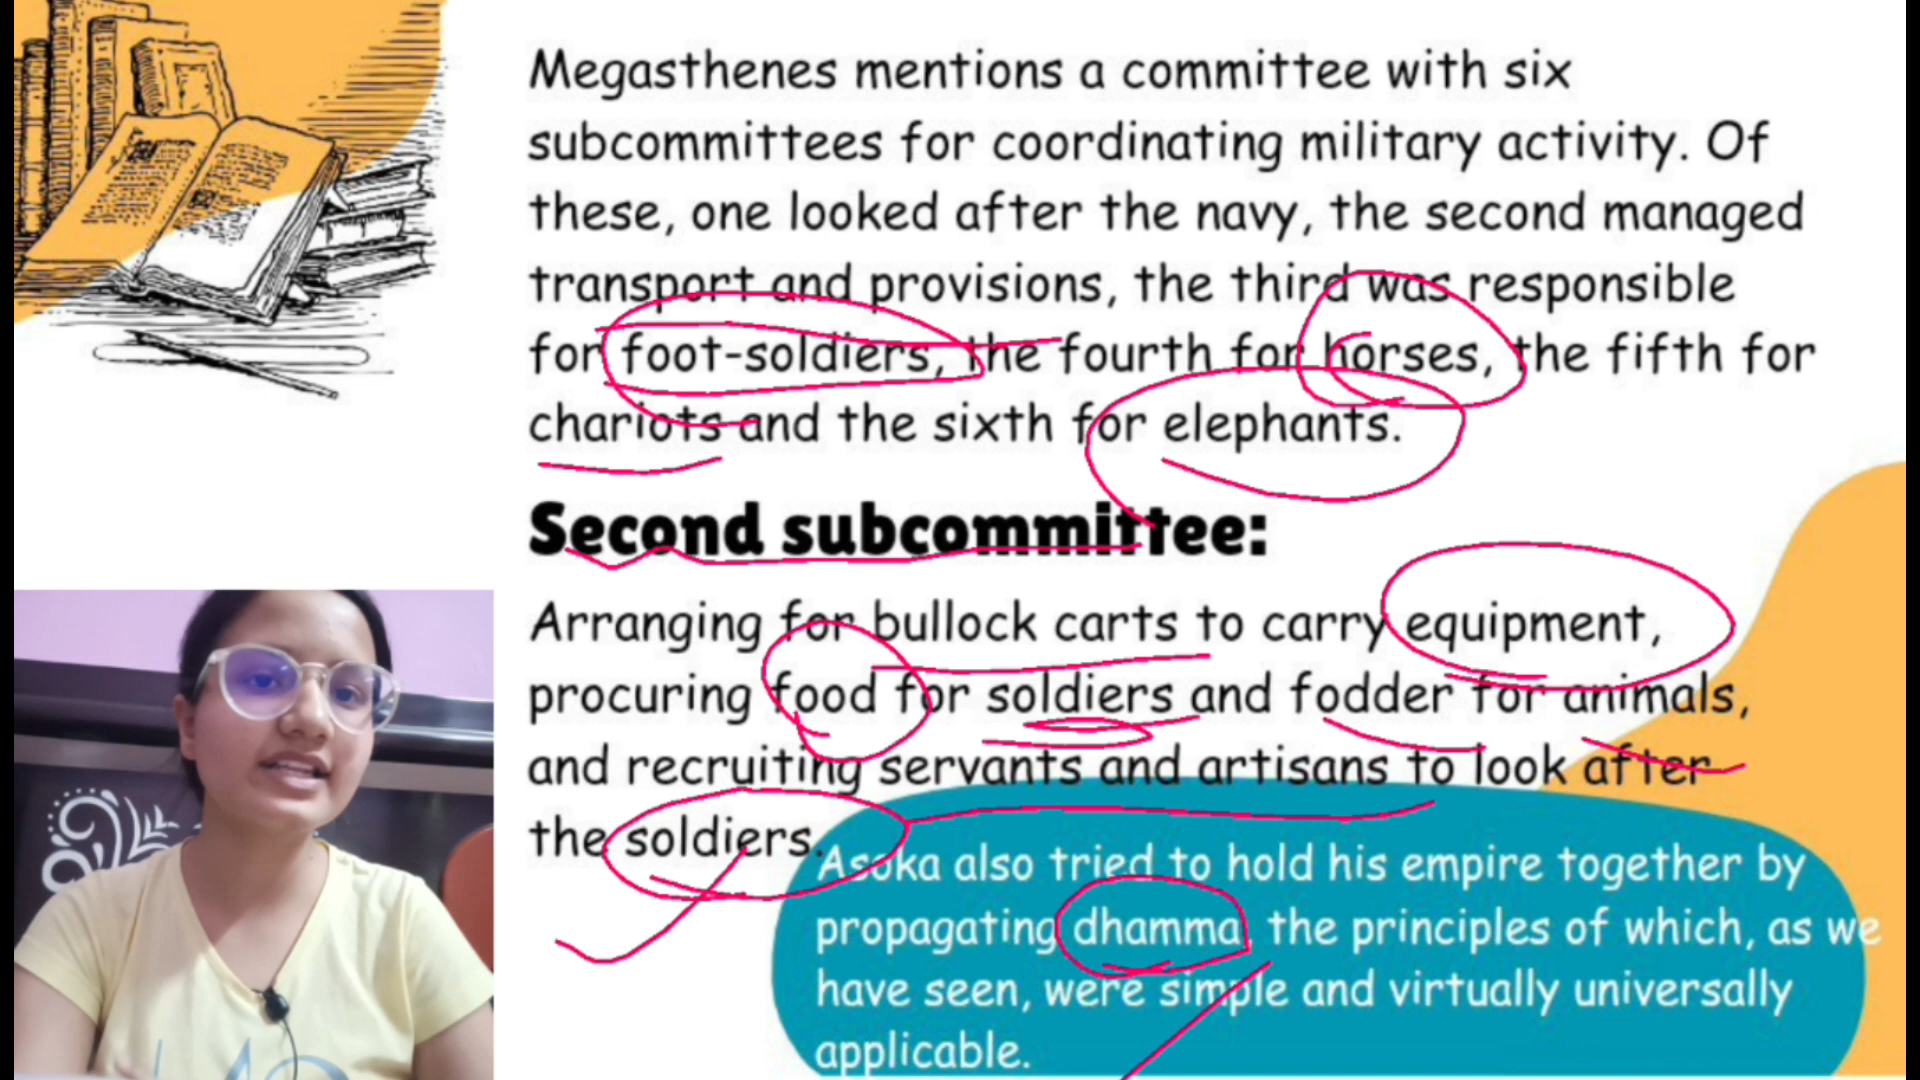 Megasthenes mentions a committee with six
subcommittees for coordinating military activity. Of
these, one looked after the navy, the second managed
transport and provisions, the third was responsible
for foot-soldiers, the fourth for horses, the fifth for
chariots and the sixth for elephants.
Second subcommittee:
Arranging for bullock carts to carry equipment,
procuring food for soldiers and fodder for animals,
and recruiting servants and artisans to look after
the soldiers.
Asoka also tried to hold his empire together by
propagating dhamma, the principles of which, as we
have seen, were simple and virtually universally
applicable.